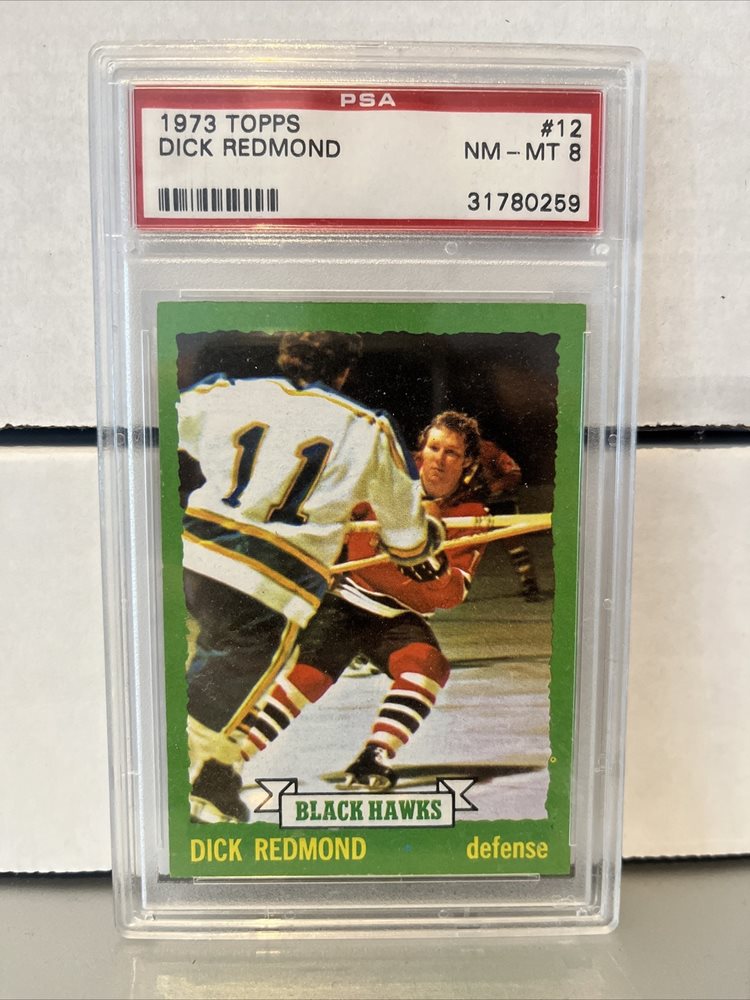 PSA
1973 TOPPS #12
DICK REDMOND NM - MT 8
31780259
11
BLACK HAWKS
DICK REDMOND defense